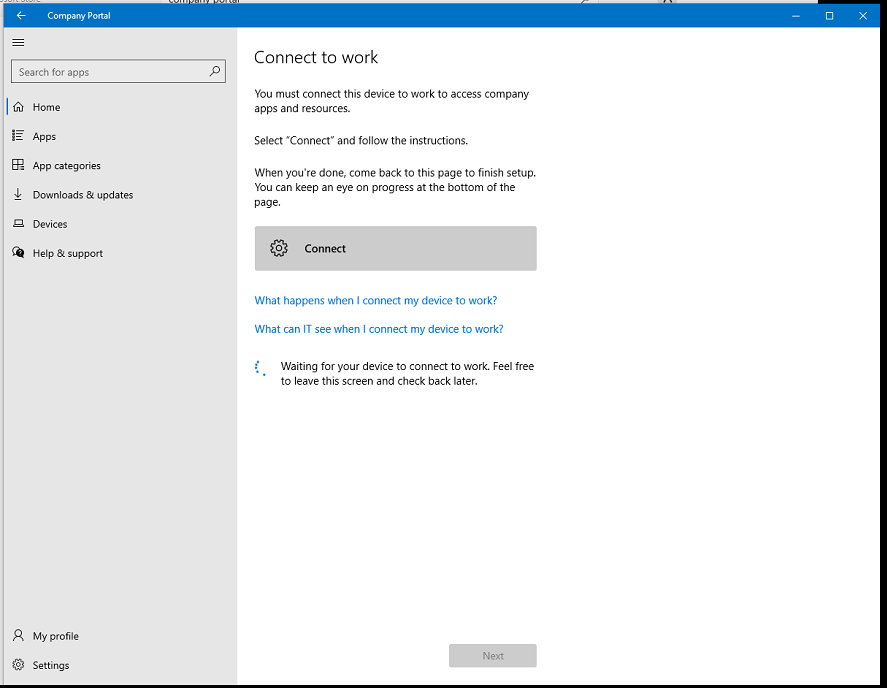 company portal
Company Portal
Search for apps
Home
Apps
App categories
Downloads & updates
Devices
Help & support
My profile
Settings
Connect to work
You must connect this device to work to access company
apps and resources.
Select “Connect” and follow the instructions.
When you're done, come back to this page to finish setup.
You can keep an eye on progress at the bottom of the
page.
Connect
What happens when I connect my device to work?
What can IT see when I connect my device to work?
Waiting for your device to connect to work. Feel free
to leave this screen and check back later.
Next